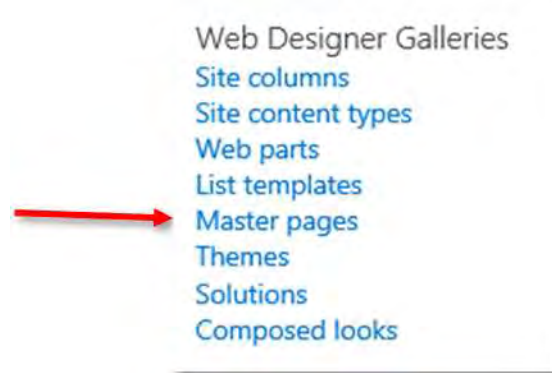 Web Designer Galleries
Site columns
Site content types
Web parts
List templates
Master pages
Themes
Solutions
Composed looks